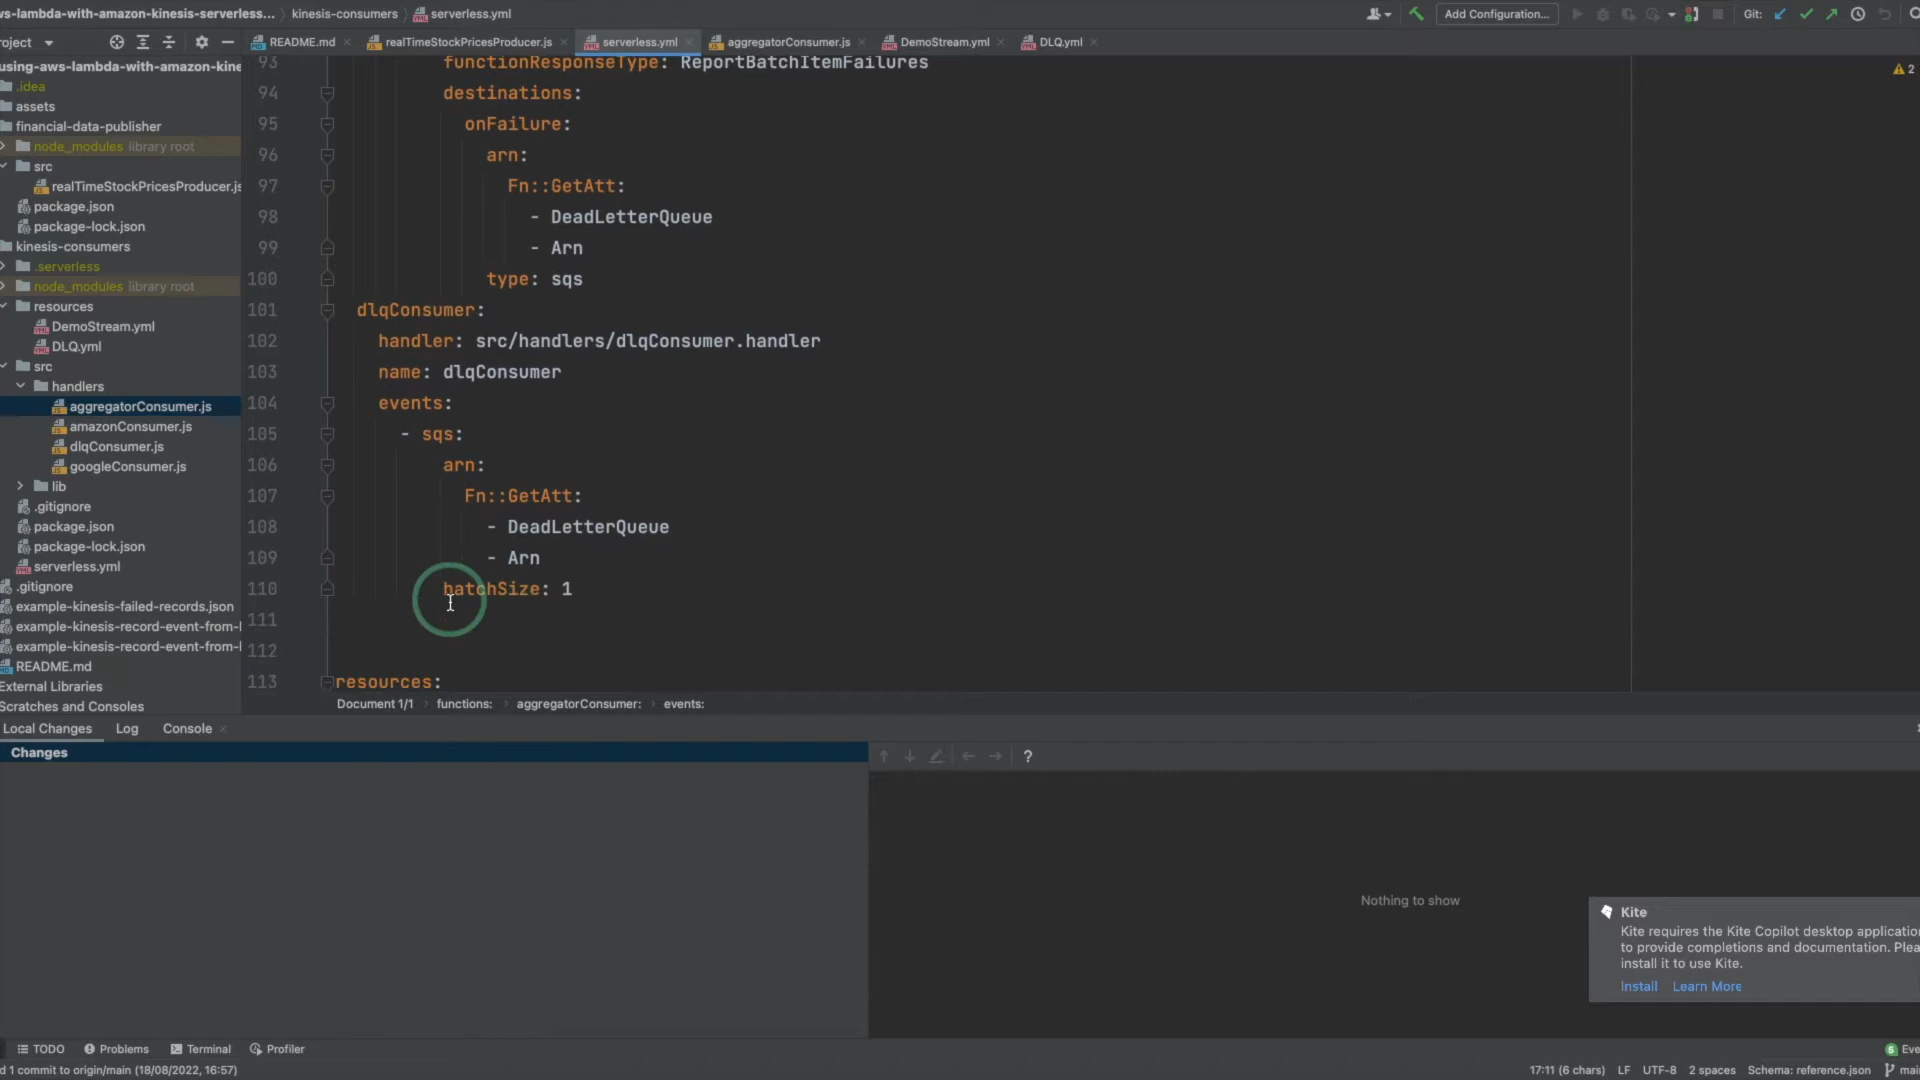 ws-lambda-with-amazon-kinesis-serverless... kinesis-consumers serverless.yml
Add Configuration... Git:
roject
README.md realTimeStockPricesProducer.js serverless.yml aggregatorConsumer.js DemoStream.yml DLQ.yml
using-aws-lambda-with-amazon-kine
.idea
assets
financial-data-publisher
node_modules library root
src
realTimeStockPricesProducer.js
package.json
package-lock.json
kinesis-consumers
.serverless
node_modules library root
resources
DemoStream.yml
DLQ.yml
src
handlers
aggregatorConsumer.js
amazonConsumer.js
dlqConsumer.js
googleConsumer.js
lib
.gitignore
package.json
package-lock.json
serverless.yml
.gitignore
example-kinesis-failed-records.json
example-kinesis-record-event-from-
example-kinesis-record-event-from-
README.md
External Libraries
Scratches and Consoles
93 functionResponseType: ReportBatchItemFailures
94 destinations:
95 onFailure:
96 arn:
97 Fn::GetAtt:
98 - DeadLetterQueue
99 - Arn
100 type: sqs
101 dlqConsumer:
102 handler: src/handlers/dlqConsumer.handler
103 name: dlqConsumer
104 events:
105 - sqs:
106 arn:
107 Fn::GetAtt:
108 - DeadLetterQueue
109 - Arn
110 batchSize: 1
111
112
113 resources:
2
Document 1/1 functions: aggregatorConsumer: events:
Local Changes Log Console
Changes
?
Nothing to show
Kite
Kite requires the Kite Copilot desktop applicatio
to provide completions and documentation. Plea
install it to use Kite.
Install Learn More
TODO Problems Terminal Profiler
5 Eve
d 1 commit to origin/main (18/08/2022, 16:57)
17:11 (6 chars) LF UTF-8 2 spaces Schema: reference.json mai